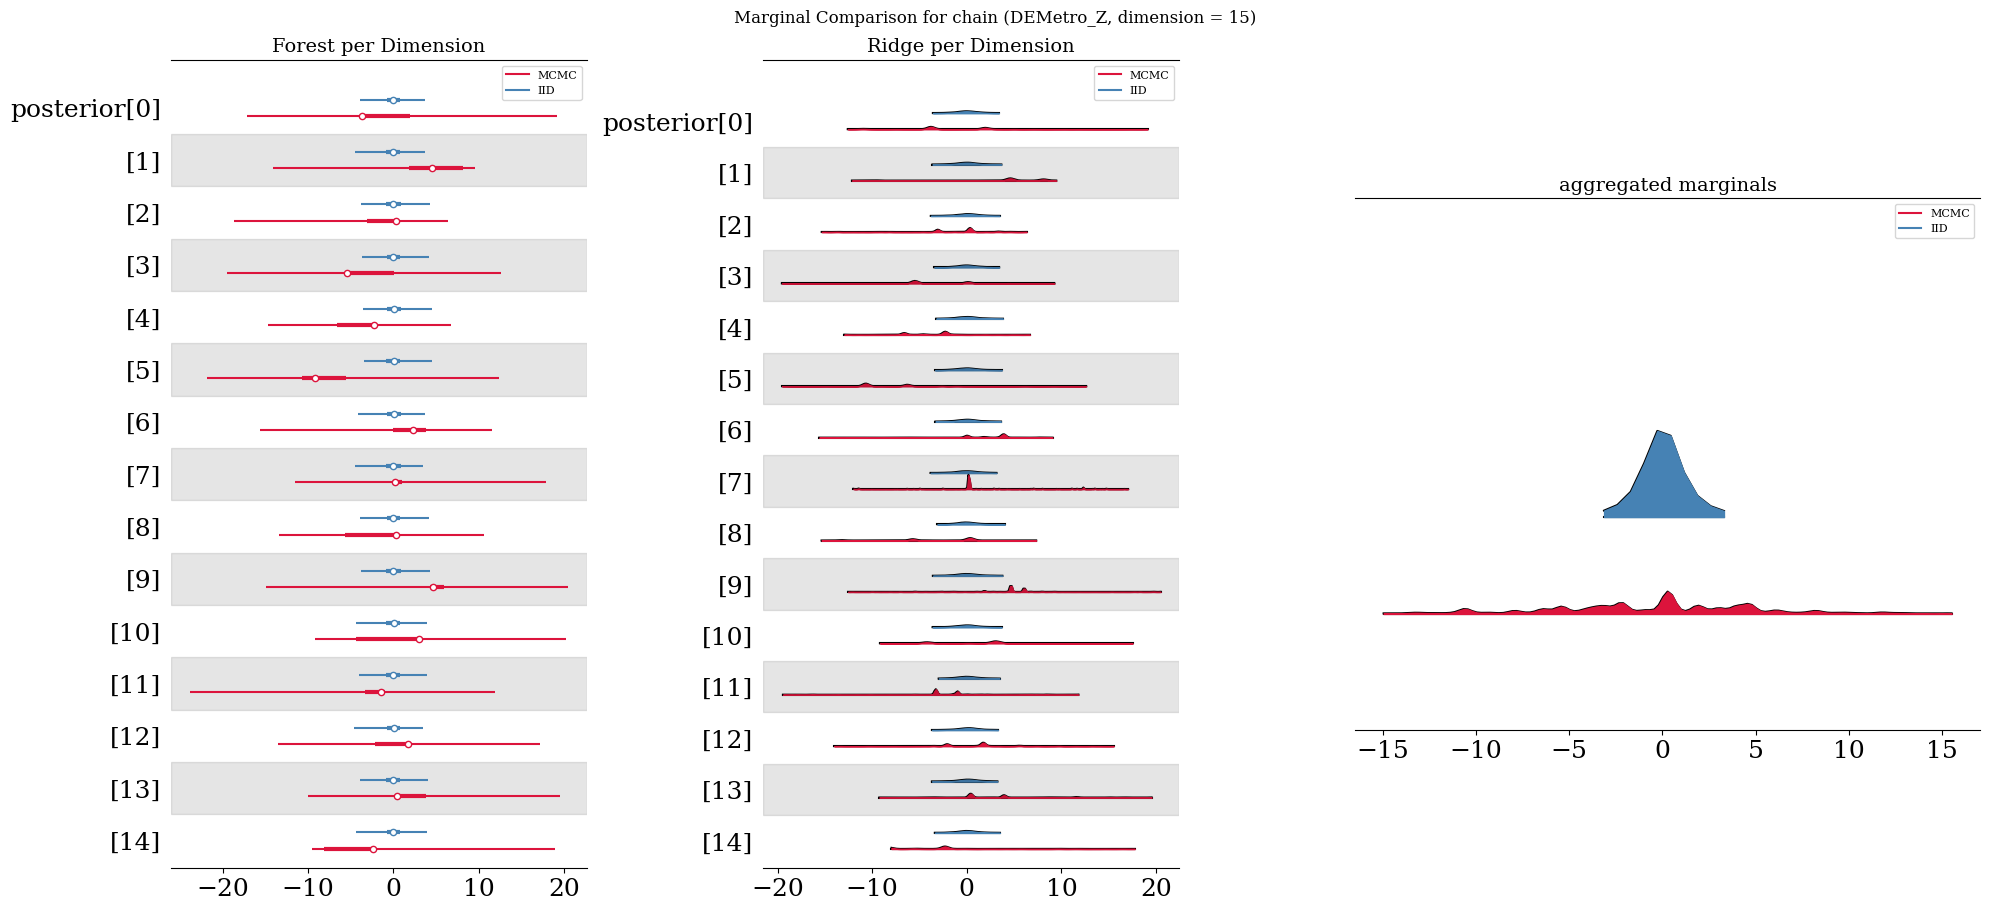 Marginal Comparison for chain (DEMetro_Z, dimension = 15)
Forest per Dimension
MCMC
IID
posterior[0]
[1]
[2]
[3]
[4]
[5]
[6]
[7]
[8]
[9]
[10]
[11]
[12]
[13]
[14]
−20 −10 0 10 20
Ridge per Dimension
MCMC
IID
posterior[0]
[1]
[2]
[3]
[4]
[5]
[6]
[7]
[8]
[9]
[10]
[11]
[12]
[13]
[14]
−20 −10 0 10 20
aggregated marginals
MCMC
IID
−15 −10 −5 0 5 10 15